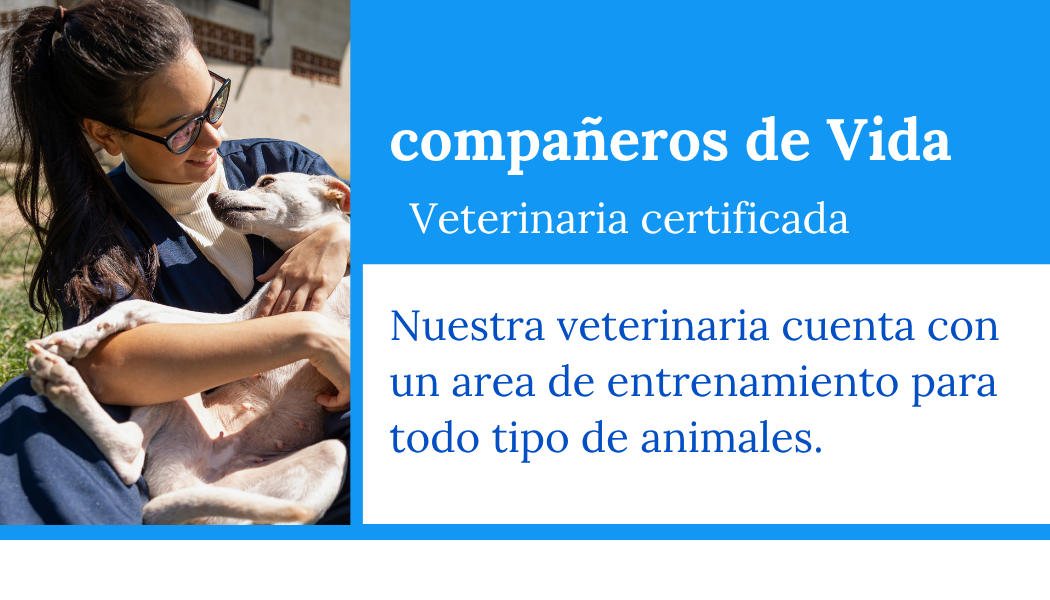 compañeros de Vida
Veterinaria certificada
Nuestra veterinaria cuenta con
un area de entrenamiento para
todo tipo de animales.